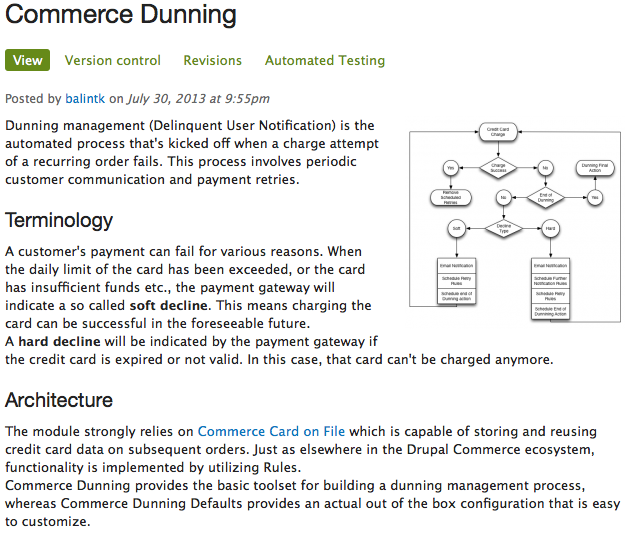 Commerce Dunning
View Version control Revisions Automated Testing
Posted by balintk on July 30, 2013 at 9:55pm
Dunning management (Delinquent User Notification) is the
automated process that's kicked off when a charge attempt
of a recurring order fails. This process involves periodic
customer communication and payment retries.
Credit Card
Charge
Yes
Charge
Success
No
Dunning Final
Action
Remove
Scheduled
Retries
No
End of
Dunning
Yes
Soft
Decline
Type
Hard
Email Notification
Schedule Retry
Rules
Schedule end of
Dunning Action
Email Notification
Schedule Further
Notification Rules
Schedule Retry
Rules
Schedule End of
Dunning Action
Terminology
A customer's payment can fail for various reasons. When
the daily limit of the card has been exceeded, or the card
has insufficient funds etc., the payment gateway will
indicate a so called soft decline. This means charging the
card can be successful in the foreseeable future.
A hard decline will be indicated by the payment gateway if
the credit card is expired or not valid. In this case, that card can't be charged anymore.
Architecture
The module strongly relies on Commerce Card on File which is capable of storing and reusing
credit card data on subsequent orders. Just as elsewhere in the Drupal Commerce ecosystem,
functionality is implemented by utilizing Rules.
Commerce Dunning provides the basic toolset for building a dunning management process,
whereas Commerce Dunning Defaults provides an actual out of the box configuration that is easy
to customize.